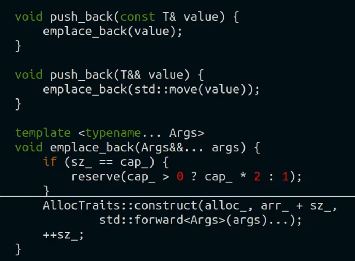 void push_back(const T& value) {
    emplace_back(value);
}
void push_back(T&& value) {
    emplace_back(std::move(value));
}
template <typename... Args>
void emplace_back(Args&&... args) {
    if (sz_ == cap_) {
        reserve(cap_ > 0 ? cap_ * 2 : 1);
    }
    AllocTraits::construct(alloc_, arr_ + sz_,
            std::forward<Args>(args)...);
    ++sz_;
}